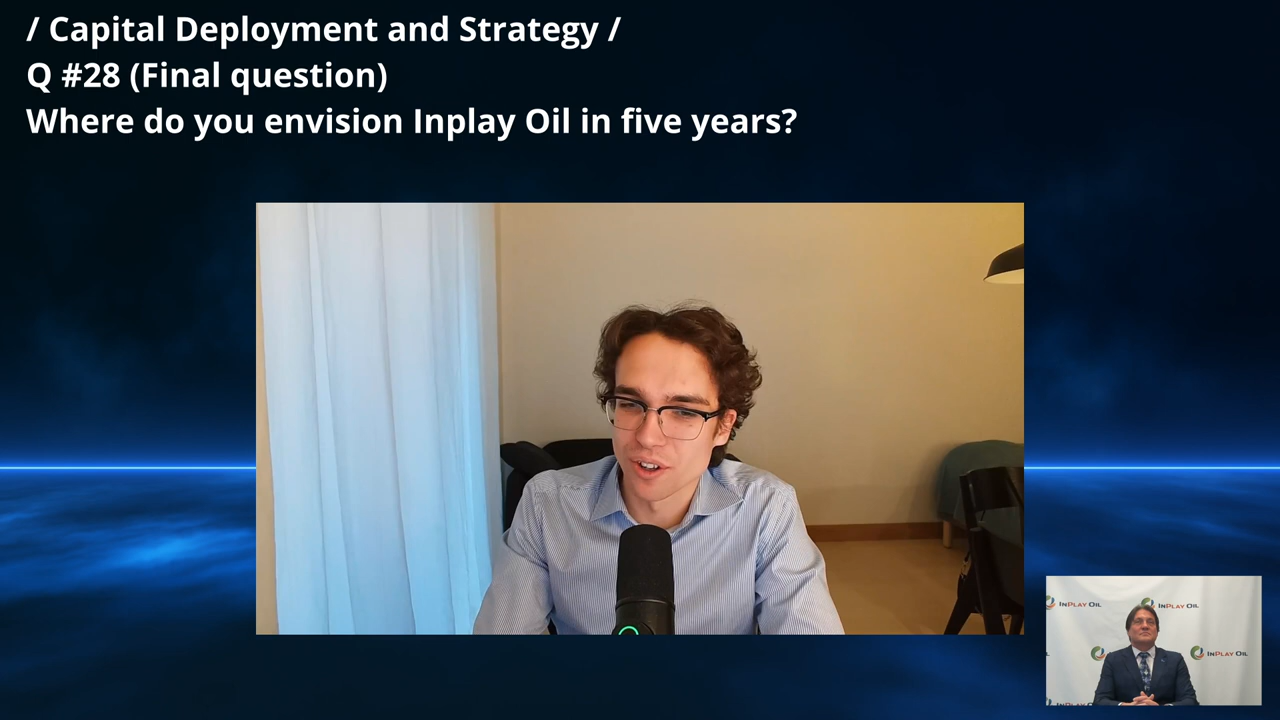 / Capital Deployment and Strategy /
Q #28 (Final question)
Where do you envision Inplay Oil in five years?
INPLAY OIL
INPLAY OIL
INPLAY OIL